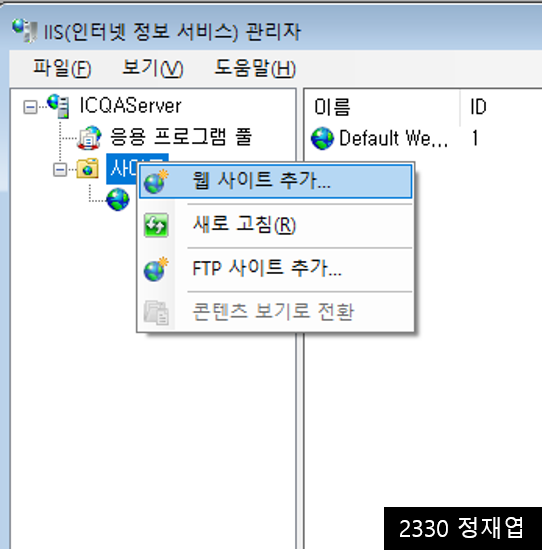 IIS(인터넷 정보 서비스) 관리자
파일(F) 보기(V) 도움말(H)
ICQAServer
응용 프로그램 풀
이름 ID
Default We... 1
웹 사이트 추가...
새로 고침(R)
FTP 사이트 추가...
콘텐츠 보기로 전환
2330 정재엽